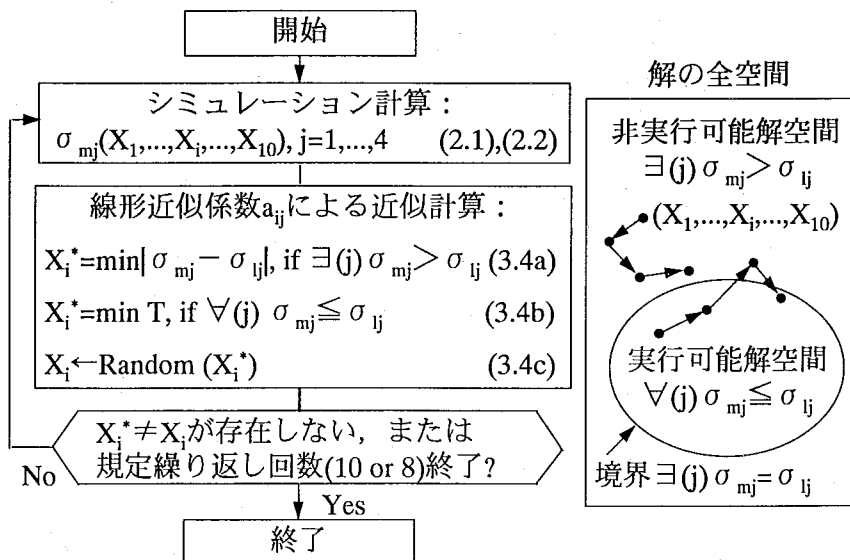 開始
シミュレーション計算：
σmj(X1,...,Xi,...,X10), j=1,...,4 (2.1),(2.2)
線形近似係数aijによる近似計算：
Xi*=min|σmj－σlj|, if ∃(j) σmj＞σlj (3.4a)
Xi*=min T, if ∀(j) σmj≦σlj (3.4b)
Xi←Random (Xi*) (3.4c)
Xi*≠Xiが存在しない，または
規定繰り返し回数(10 or 8)終了?
No
Yes
終了
解の全空間
非実行可能解空間
∃(j) σmj＞σlj
(X1,...,Xi,...,X10)
実行可能解空間
∀(j) σmj≦σlj
境界∃(j) σmj=σlj